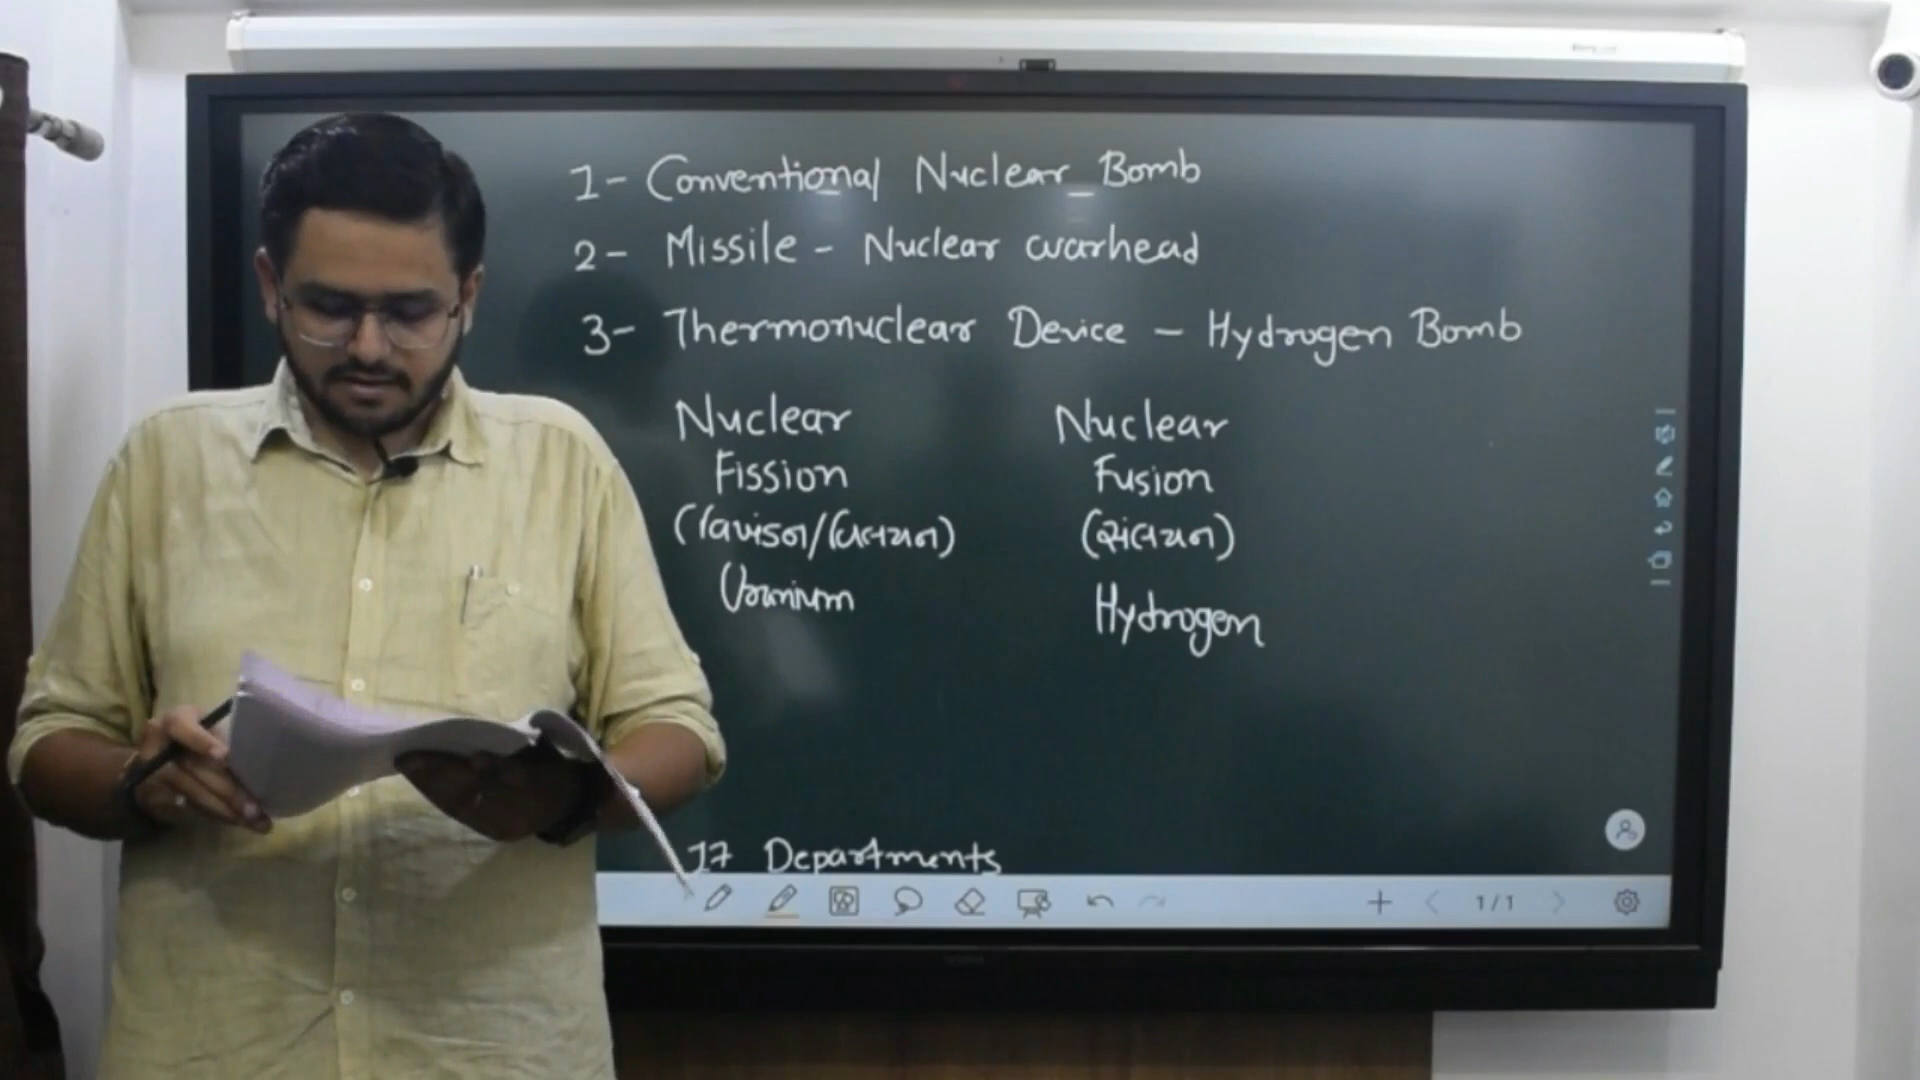 1- Conventional Nuclear Bomb
2- Missile - Nuclear warhead
3- Thermonuclear Device - Hydrogen Bomb
Nuclear Nuclear
Fission Fusion
(વિખંડન/વિલયન) (સંલયન)
Uranium Hydrogen
17 Departments
1/1